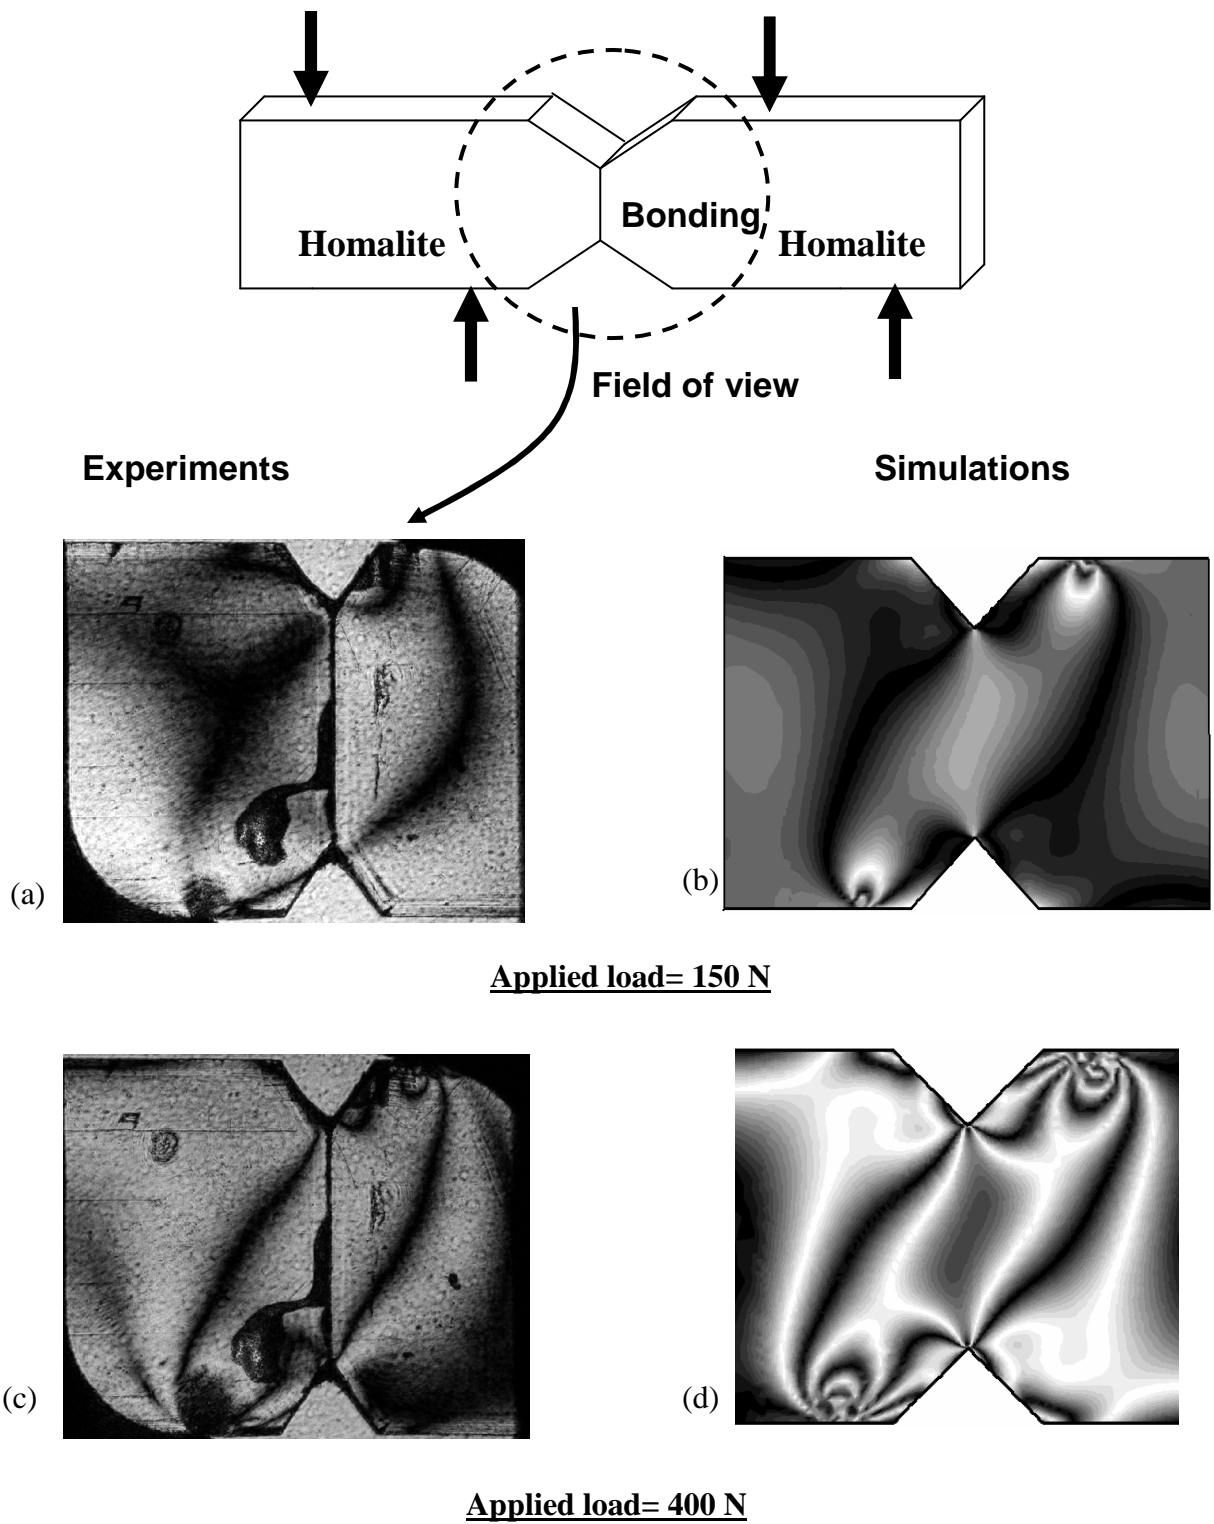 Bonding
Homalite
Homalite
Field of view
Experiments
Simulations
(a)
(b)
Applied load= 150 N
(c)
(d)
Applied load= 400 N